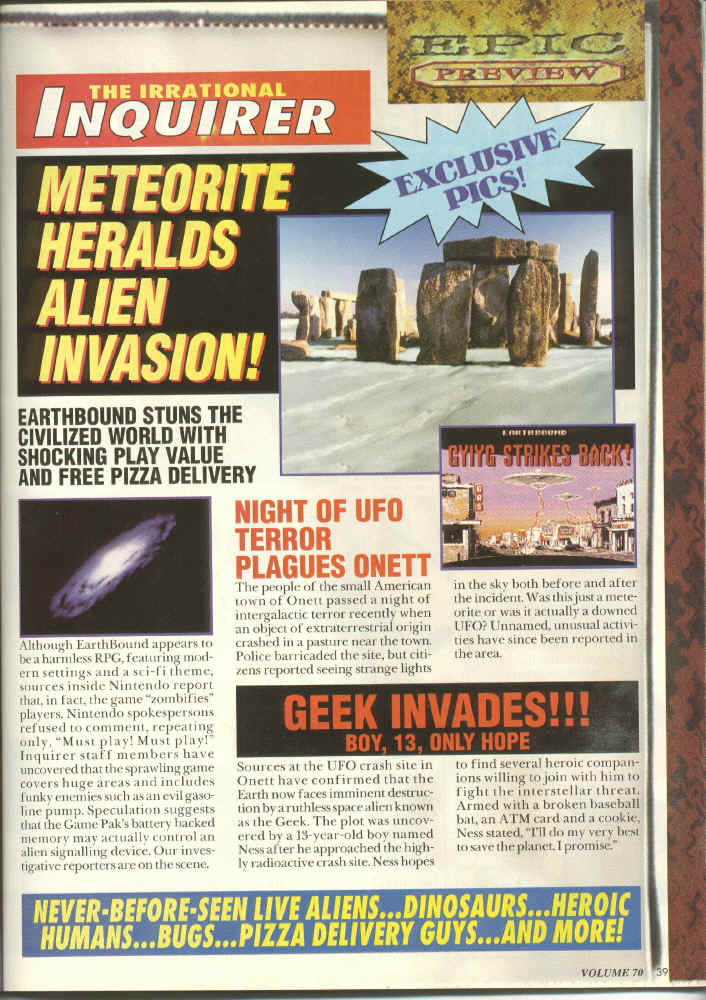 EPIC
PREVIEW
THE IRRATIONAL
INQUIRER
EXCLUSIVE
PICS!
METEORITE
HERALDS
ALIEN
INVASION!
EARTHBOUND STUNS THE
CIVILIZED WORLD WITH
SHOCKING PLAY VALUE
AND FREE PIZZA DELIVERY
EARTHBOUND
GYIYG STRIKES BACK!
GAS
Although EarthBound appears to
be a harmless RPG, featuring mod-
ern settings and a sci-fi theme,
sources inside Nintendo report
that, in fact, the game "zombifies"
players. Nintendo spokespersons
refused to comment, repeating
only, "Must play! Must play!"
Inquirer staff members have
uncovered that the sprawling game
covers huge areas and includes
funky enemies such as an evil gaso-
line pump. Speculation suggests
that the Game Pak's battery backed
memory may actually control an
alien signalling device. Our inves-
tigative reporters are on the scene.
NIGHT OF UFO
TERROR
PLAGUES ONETT
The people of the small American
town of Onett passed a night of
intergalactic terror recently when
an object of extraterrestrial origin
crashed in a pasture near the town.
Police barricaded the site, but citi-
zens reported seeing strange lights
in the sky both before and after
the incident. Was this just a mete-
orite or was it actually a downed
UFO? Unnamed, unusual activi-
ties have since been reported in
the area.
GEEK INVADES!!!
BOY, 13, ONLY HOPE
Sources at the UFO crash site in
Onett have confirmed that the
Earth now faces imminent destruc-
tion by a ruthless space alien known
as the Geek. The plot was uncov-
ered by a 13-year-old boy named
Ness after he approached the high-
ly radioactive crash site. Ness hopes
to find several heroic compan-
ions willing to join with him to
fight the interstellar threat.
Armed with a broken baseball
bat, an ATM card and a cookie,
Ness stated, "I'll do my very best
to save the planet. I promise."
NEVER-BEFORE-SEEN LIVE ALIENS...DINOSAURS...HEROIC
HUMANS...BUGS...PIZZA DELIVERY GUYS...AND MORE!
VOLUME 70 39